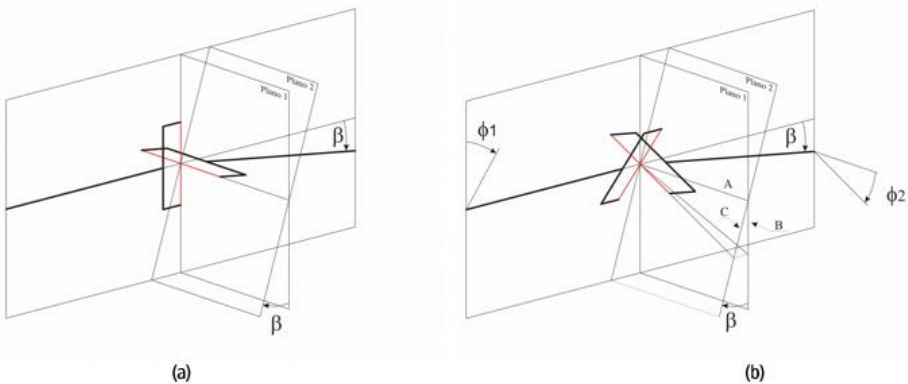 Plano 2
Plano 1
β
β
(a)
ϕ1
Plano 2
Plano 1
β
A
C
B
ϕ2
β
(b)